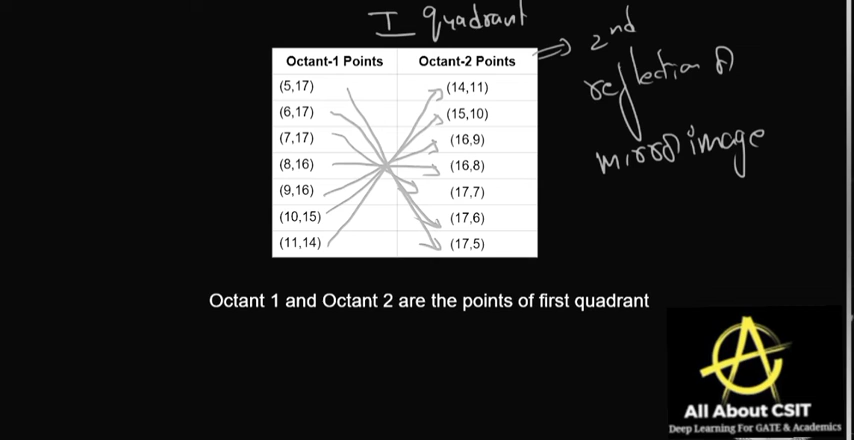 I quadrant
Octant-1 Points Octant-2 Points
(5,17) (14,11)
(6,17) (15,10)
(7,17) (16,9)
(8,16) (16,8)
(9,16) (17,7)
(10,15) (17,6)
(11,14) (17,5)
2nd
reflection of
mirror image
Octant 1 and Octant 2 are the points of first quadrant
All About CSIT
Deep Learning For GATE & Academics